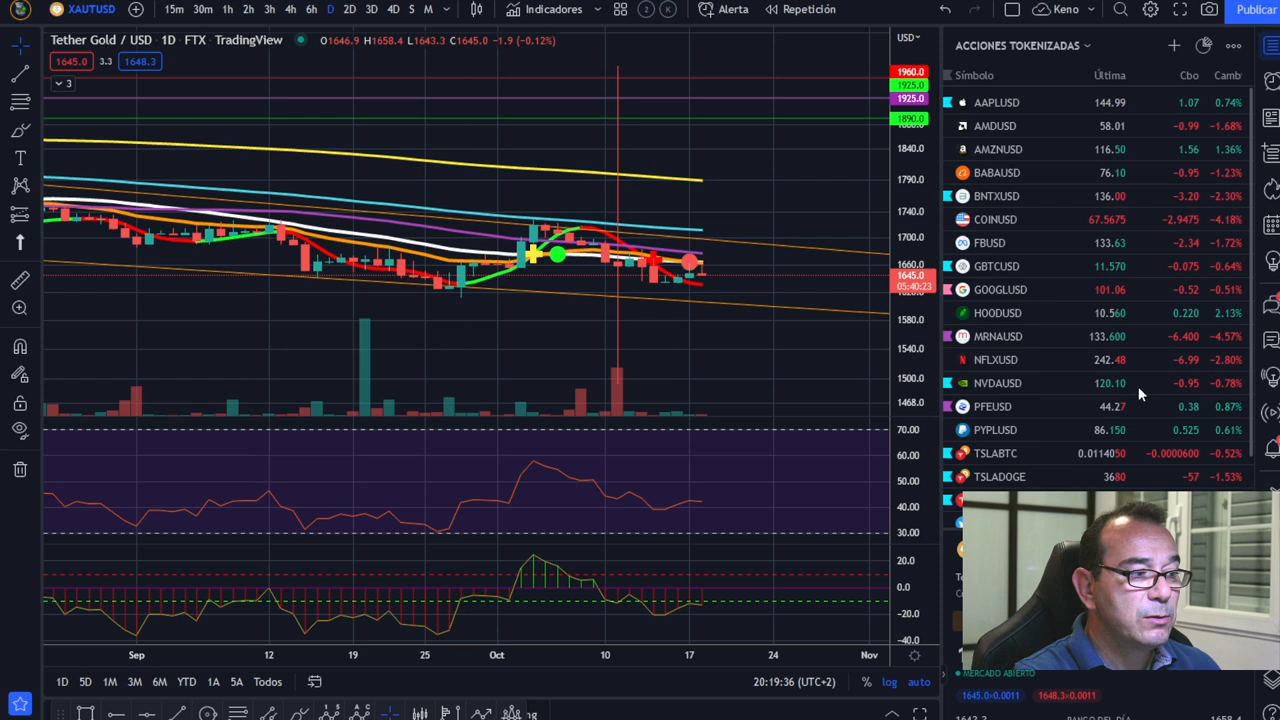 XAUTUSD 15m 30m 1h 2h 3h 4h 6h D 2D 3D 4D S M Indicadores 2 K Alerta Repetición Keno Publicar
Tether Gold / USD · 1D · FTX · TradingView O1646.9 H1658.4 L1643.3 C1645.0 −1.9 (−0.12%)
1645.0 3.3 1648.3
3
USD
1960.0
1925.0
1925.0
1890.0
1840.0
1790.0
1740.0
1700.0
1660.0
1645.0
05:40:23
1580.0
1540.0
1500.0
1468.0
70.00
60.00
50.00
40.00
30.00
20.0
0.0
−20.0
−40.0
Sep 12 19 25 Oct 10 17 24 Nov
1D 5D 1M 3M 6M YTD 1A 5A Todos 20:19:36 (UTC+2) % log auto
ACCIONES TOKENIZADAS
Símbolo Última Cbo Camb
AAPLUSD 144.99 1.07 0.74%
AMDUSD 58.01 −0.99 −1.68%
AMZNUSD 116.50 1.56 1.36%
BABAUSD 76.10 −0.95 −1.23%
BNTXUSD 136.00 −3.20 −2.30%
COINUSD 67.5675 −2.9475 −4.18%
FBUSD 133.63 −2.34 −1.72%
GBTCUSD 11.570 −0.075 −0.64%
GOOGLUSD 101.06 −0.52 −0.51%
HOODUSD 10.560 0.220 2.13%
MRNAUSD 133.600 −6.400 −4.57%
NFLXUSD 242.48 −6.99 −2.80%
NVDAUSD 120.10 −0.95 −0.78%
PFEUSD 44.27 0.38 0.87%
PYPLUSD 86.150 0.525 0.61%
TSLABTC 0.0114050 −0.0000600 −0.52%
TSLADOGE 3680 −57 −1.53%
MERCADO ABIERTO
1645.0×0.0011 1648.3×0.0011